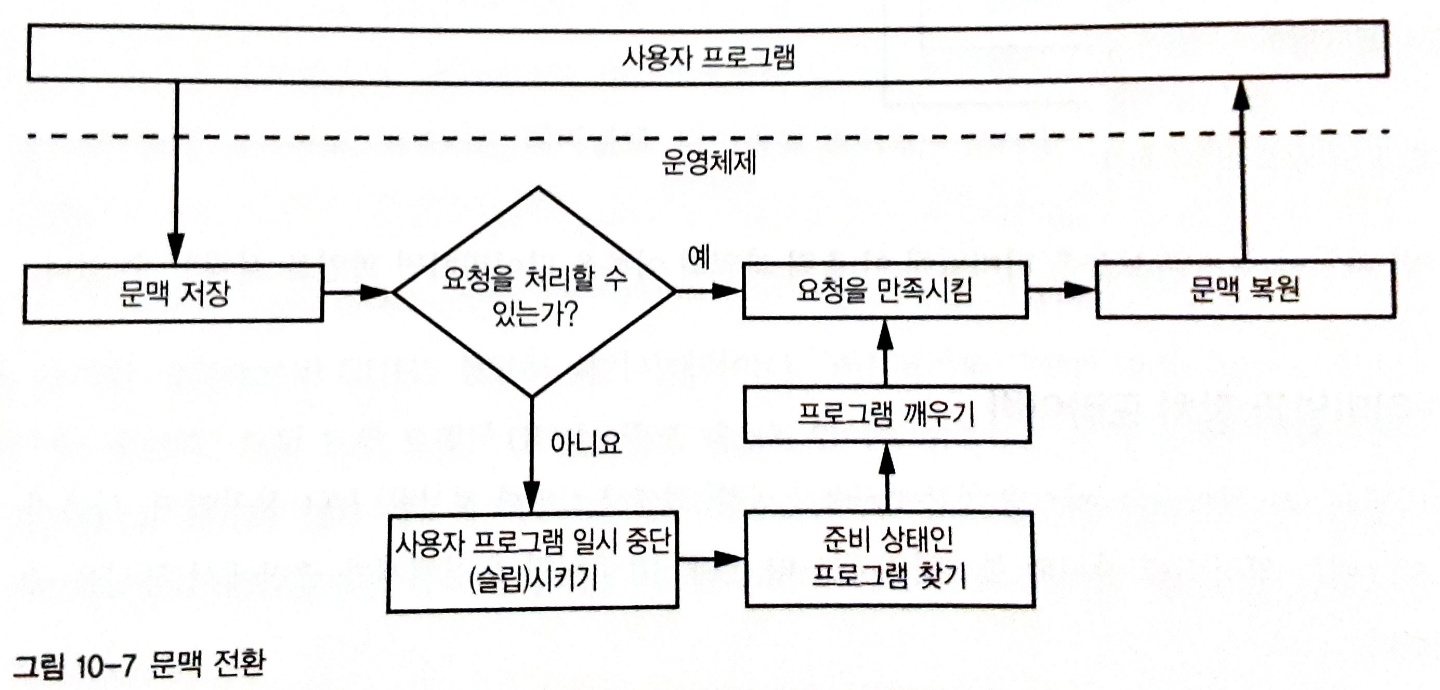 사용자 프로그램
운영체제
문맥 저장
요청을 처리할 수
있는가?
예
요청을 만족시킴
문맥 복원
아니요
프로그램 깨우기
사용자 프로그램 일시 중단
(슬립)시키기
준비 상태인
프로그램 찾기
그림 10-7 문맥 전환